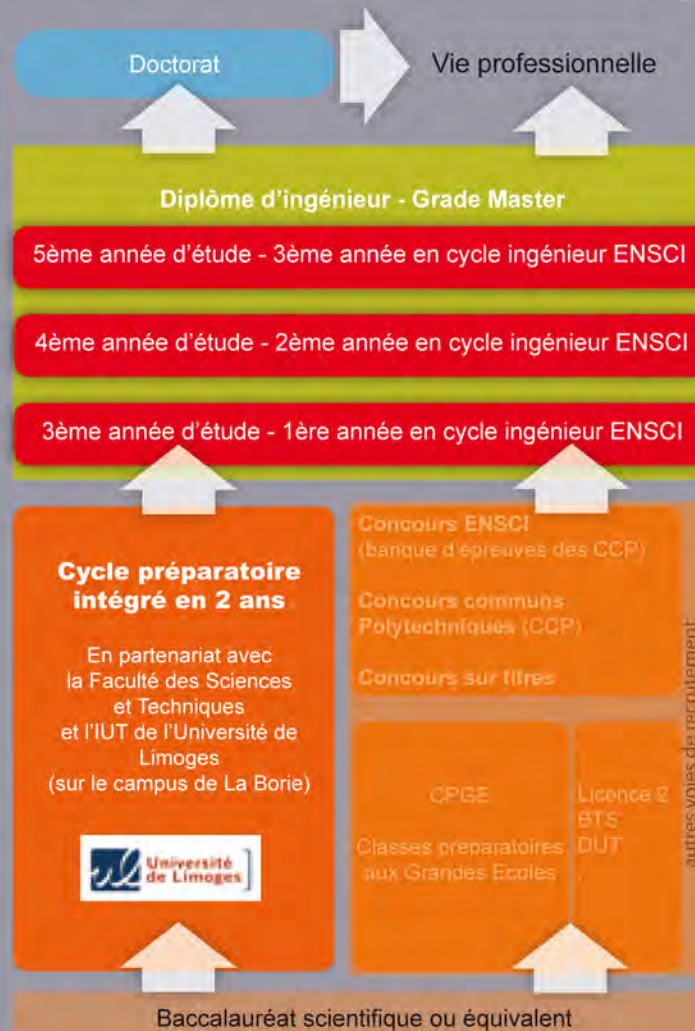 Doctorat
Vie professionnelle
Diplôme d'ingénieur - Grade Master
5ème année d'étude - 3ème année en cycle ingénieur ENSCI
4ème année d'étude - 2ème année en cycle ingénieur ENSCI
3ème année d'étude - 1ère année en cycle ingénieur ENSCI
Cycle préparatoire
intégré en 2 ans
En partenariat avec
la Faculté des Sciences
et Techniques
et l'IUT de l'Université de
Limoges
(sur le campus de La Borie)
Université
de Limoges
Concours ENSCI
(banque d'épreuves des CCP)
Concours communs
Polytechniques (CCP)
Concours sur titres
CPGE
Classes préparatoires
aux Grandes Ecoles
Licence 2
BTS
DUT
.
autres voies de recrutement
Baccalauréat scientifique ou équivalent